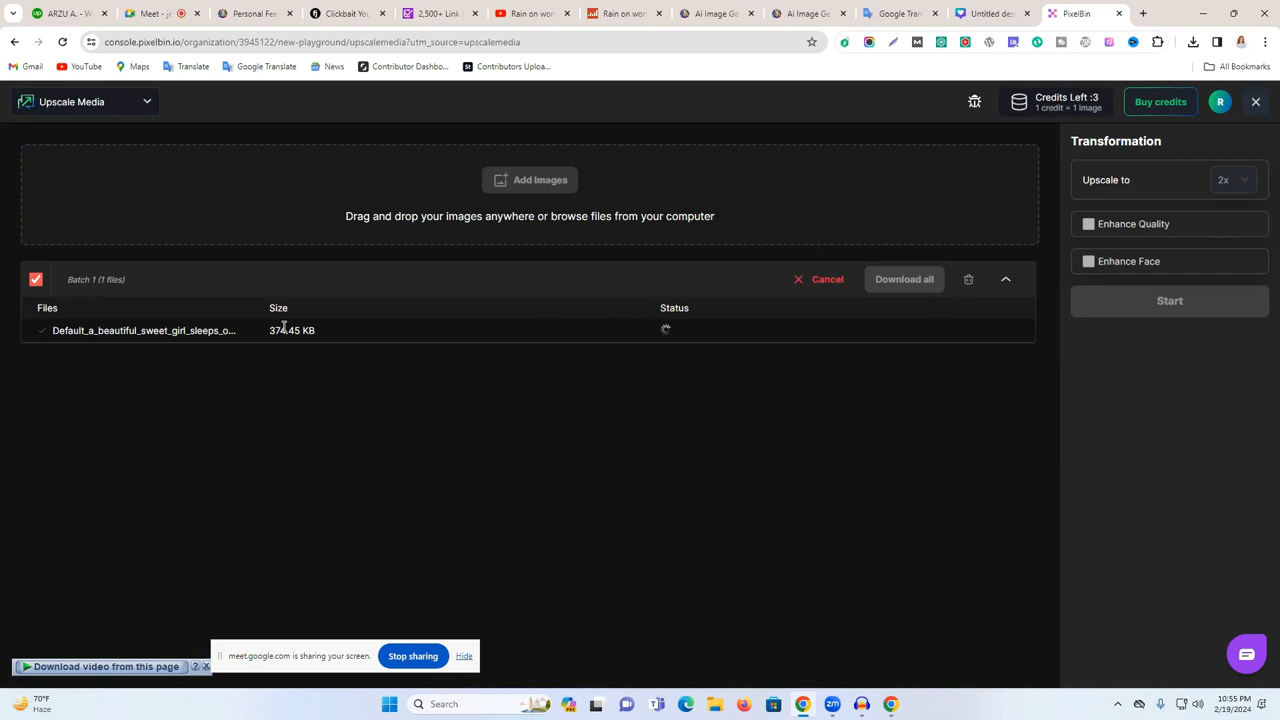 ARZU A. - W
Meet - je
Persona Fee
Clickback
2,500+ Link
Rain on wor
Rain on wor
Ai Image Ge
Ai Image Ge
Google Tran
Untitled des
PixelBin
console.pixelbin.io/organization/3945122/new-playground/upscalemedia?utm_source=upscalemedia
Gmail
YouTube
Maps
Translate
Google Translate
News
Contributor Dashbo...
Contributors Uploa...
All Bookmarks
Upscale Media
Credits Left :3
1 credit = 1 image
Buy credits
R
Add Images
Drag and drop your images anywhere or browse files from your computer
Transformation
Upscale to
2x
Enhance Quality
Enhance Face
Start
Batch 1 (1 files)
Cancel
Download all
Files
Size
Status
Default_a_beautiful_sweet_girl_sleeps_o...
KB
meet.google.com is sharing your screen.
Stop sharing
Hide
Download video from this page
70°F
Haze
Search
10:55 PM
2/19/2024